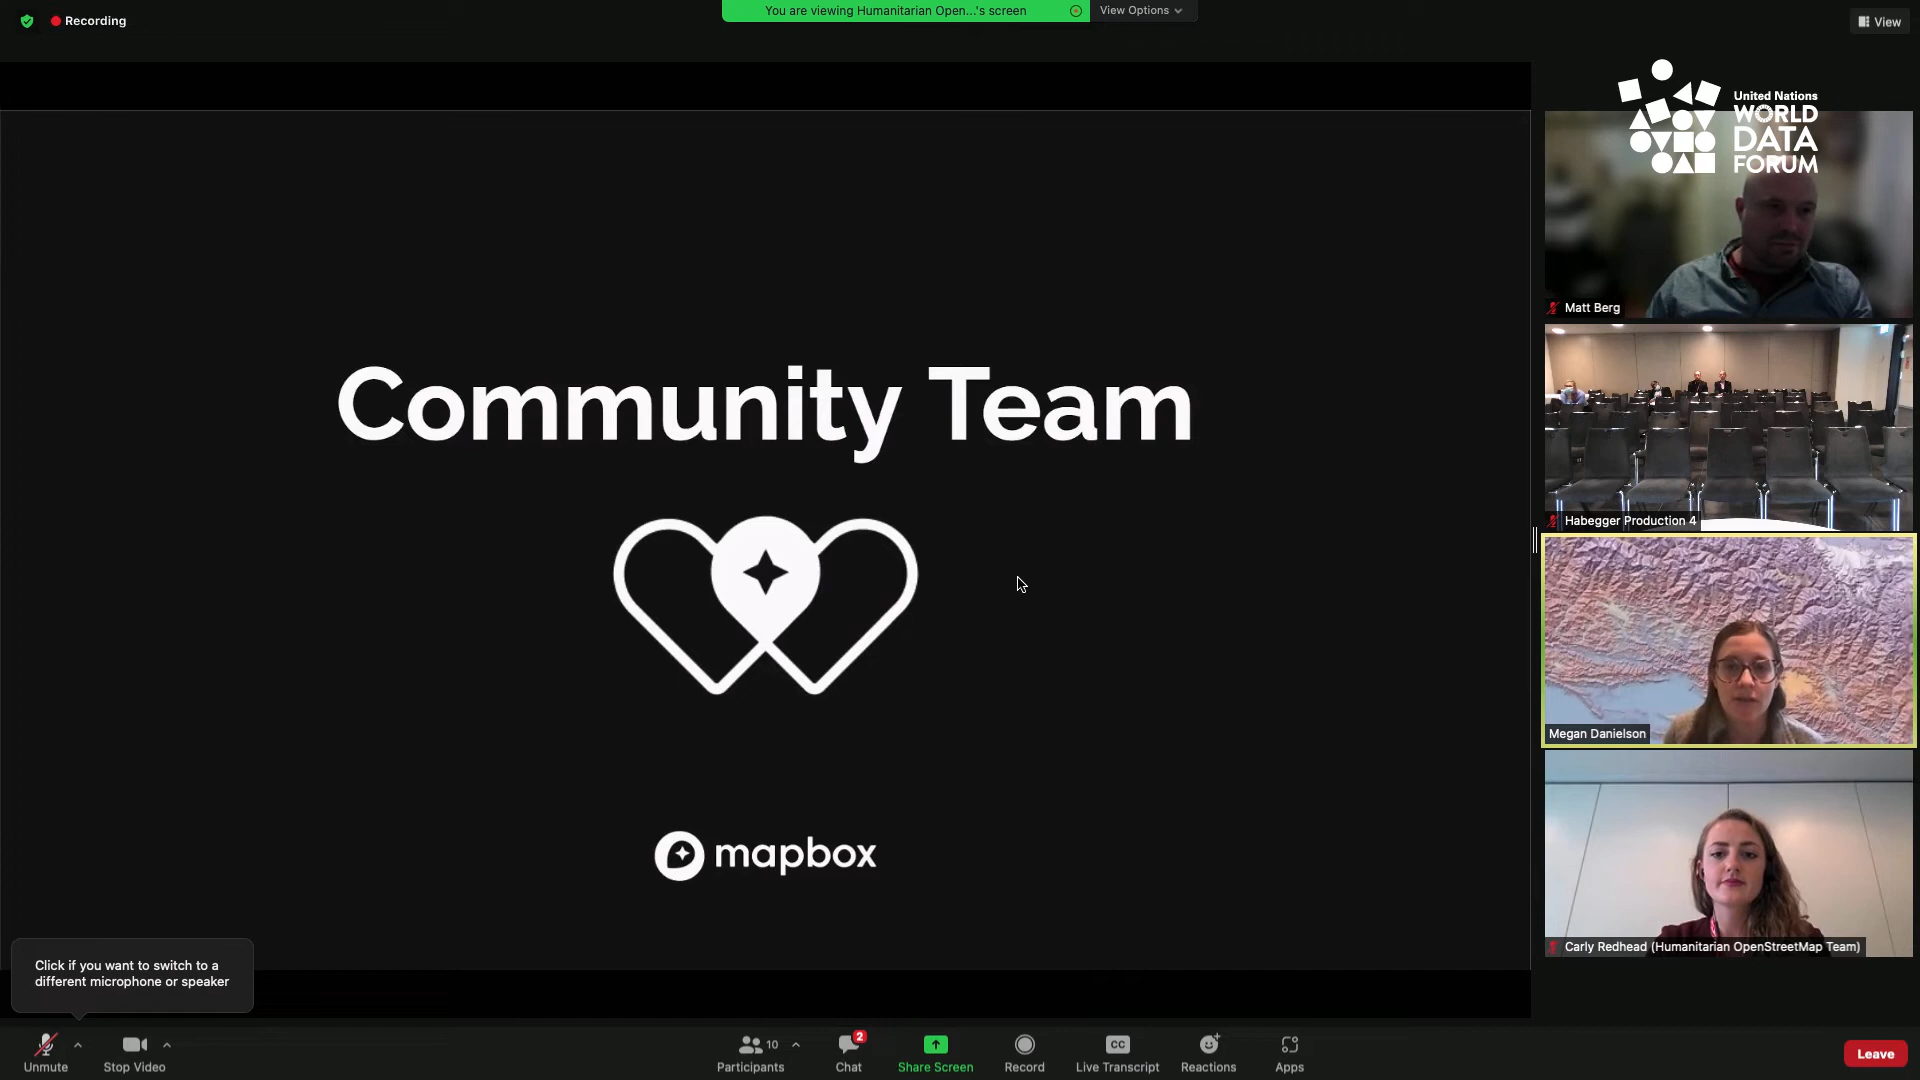 Recording
You are viewing Humanitarian Open...'s screen
View Options
View
United Nations
WORLD
DATA
FORUM
Community Team
mapbox
Matt Berg
Habegger Production 4
Megan Danielson
Carly Redhead (Humanitarian OpenStreetMap Team)
Click if you want to switch to a
different microphone or speaker
Unmute
Stop Video
10
Participants
2
Chat
Share Screen
Record
CC
Live Transcript
Reactions
Apps
Leave